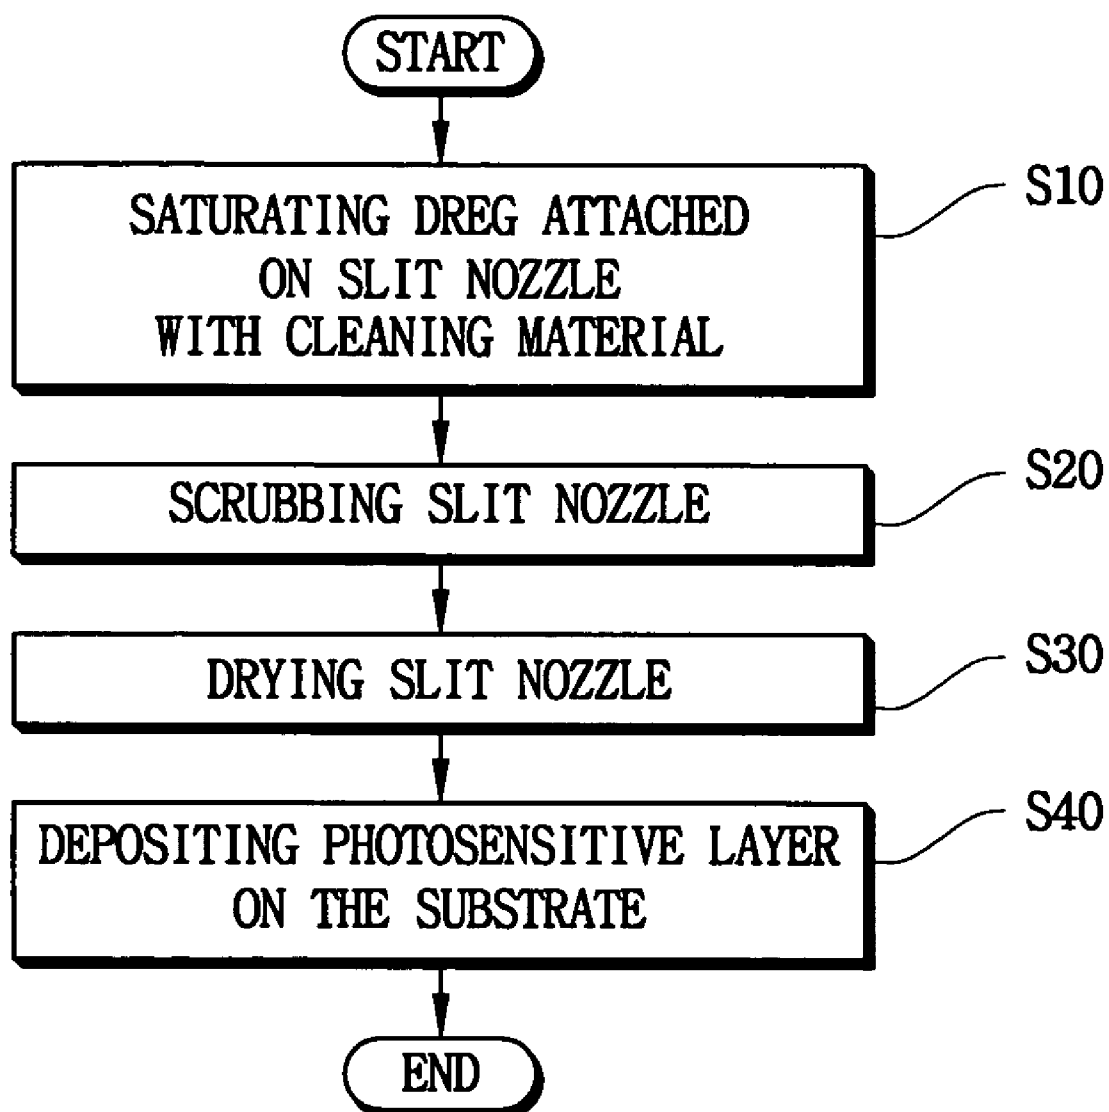 START
SATURATING DREG ATTACHED
ON SLIT NOZZLE
WITH CLEANING MATERIAL
S10
SCRUBBING SLIT NOZZLE
S20
DRYING SLIT NOZZLE
S30
DEPOSITING PHOTOSENSITIVE LAYER
ON THE SUBSTRATE
S40
END